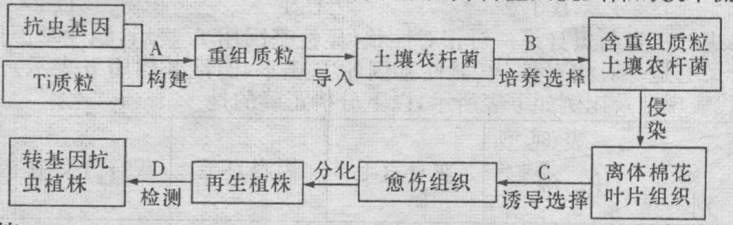 抗虫基因
Ti质粒
A
构建
重组质粒
导入
土壤农杆菌
B
培养选择
含重组质粒
土壤农杆菌
侵染
离体棉花
叶片组织
C
诱导选择
愈伤组织
分化
再生植株
D
检测
转基因抗
虫植株